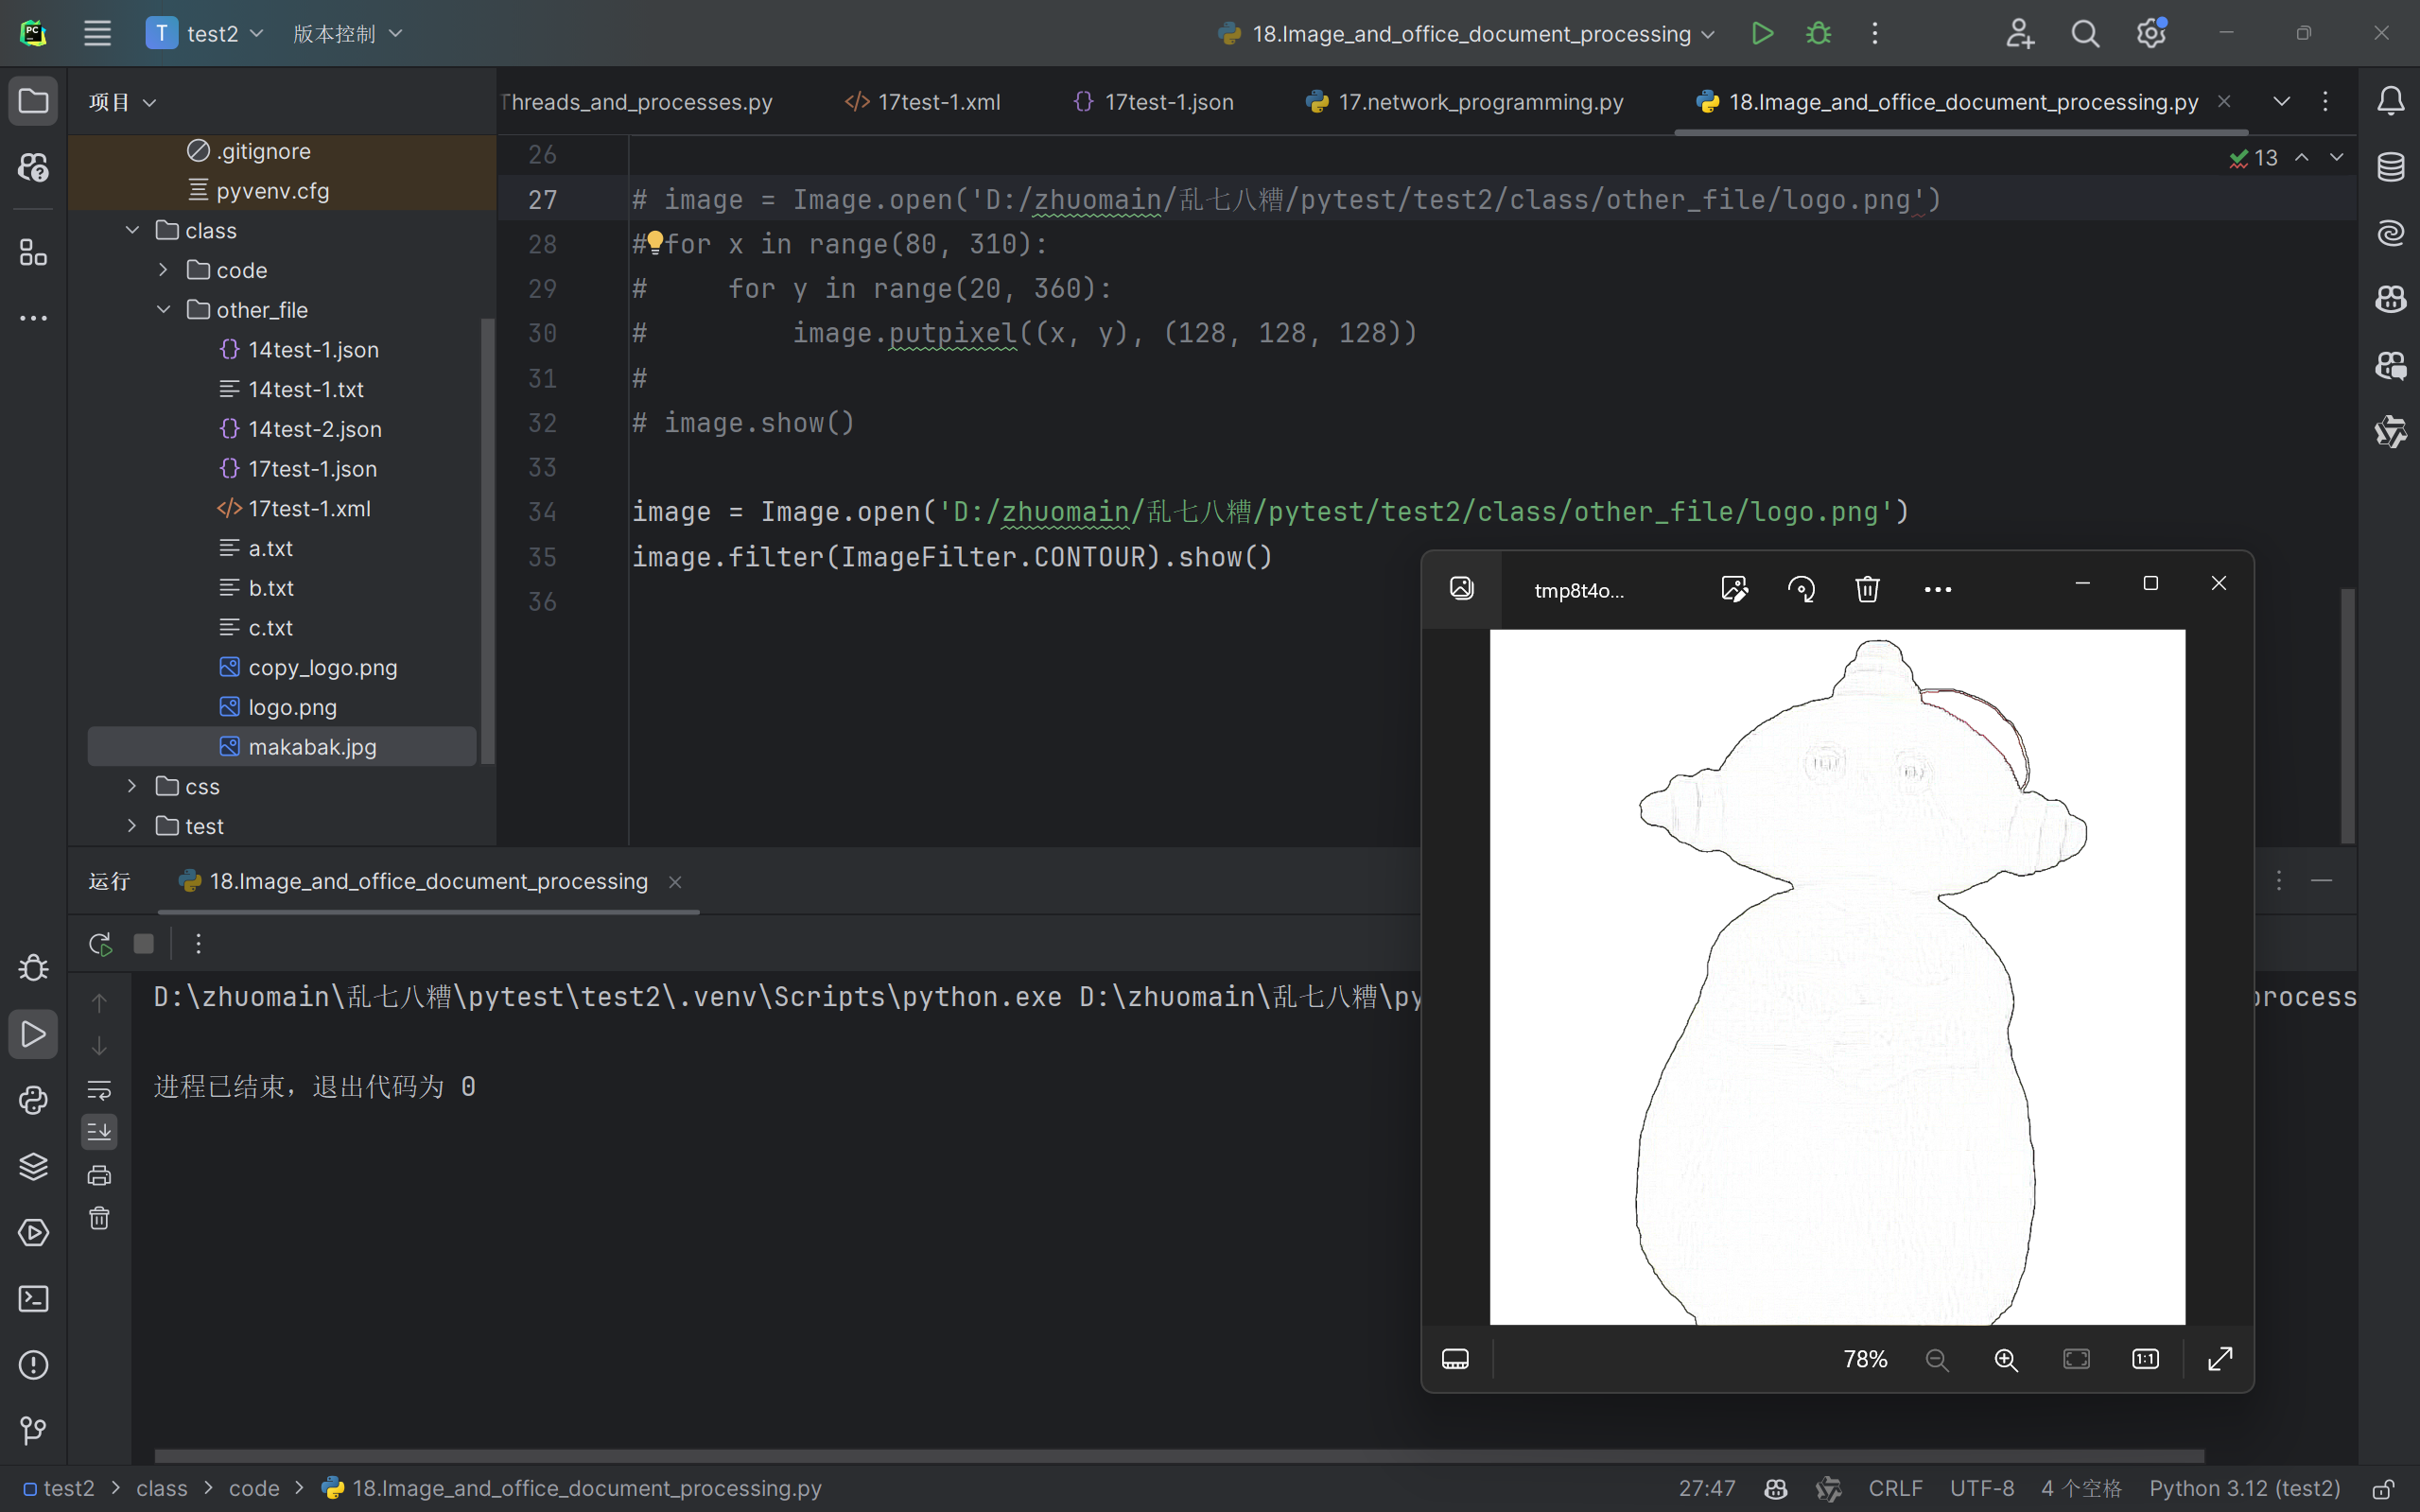 T test2 版本控制 18.Image_and_office_document_processing
项目
Threads_and_processes.py 17test-1.xml 17test-1.json 17.network_programming.py 18.Image_and_office_document_processing.py
.gitignore
pyvenv.cfg
class
code
other_file
14test-1.json
14test-1.txt
14test-2.json
17test-1.json
17test-1.xml
a.txt
b.txt
c.txt
copy_logo.png
logo.png
makabak.jpg
css
test
13
26
27 # image = Image.open('D:/zhuomain/乱七八糟/pytest/test2/class/other_file/logo.png')
28 # for x in range(80, 310):
29 #     for y in range(20, 360):
30 #         image.putpixel((x, y), (128, 128, 128))
31 #
32 # image.show()
33
34 image = Image.open('D:/zhuomain/乱七八糟/pytest/test2/class/other_file/logo.png')
35 image.filter(ImageFilter.CONTOUR).show()
36
tmp8t4o...
78%
1:1
运行 18.Image_and_office_document_processing
D:\zhuomain\乱七八糟\pytest\test2\.venv\Scripts\python.exe D:\zhuomain\乱七八糟\py process
进程已结束，退出代码为 0
test2 > class > code > 18.Image_and_office_document_processing.py 27:47 CRLF UTF-8 4 个空格 Python 3.12 (test2)